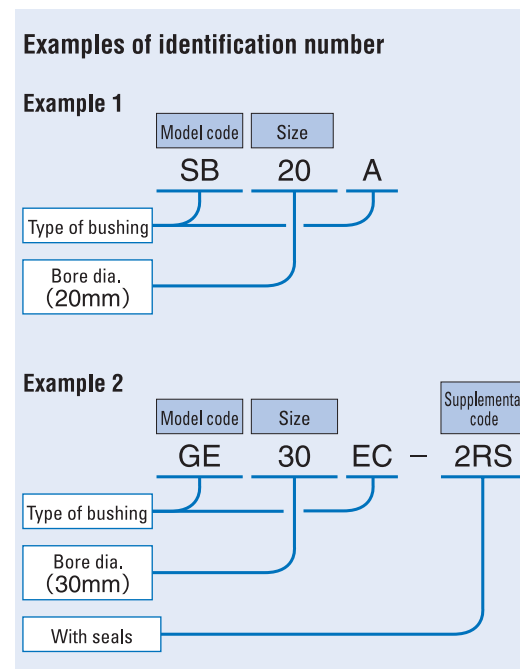 Examples of identification number
Example 1
Model code Size
SB 20 A
Type of bushing
Bore dia.
(20mm)
Example 2
Supplementa
code
Model code Size
GE 30 EC – 2RS
Type of bushing
Bore dia.
(30mm)
With seals